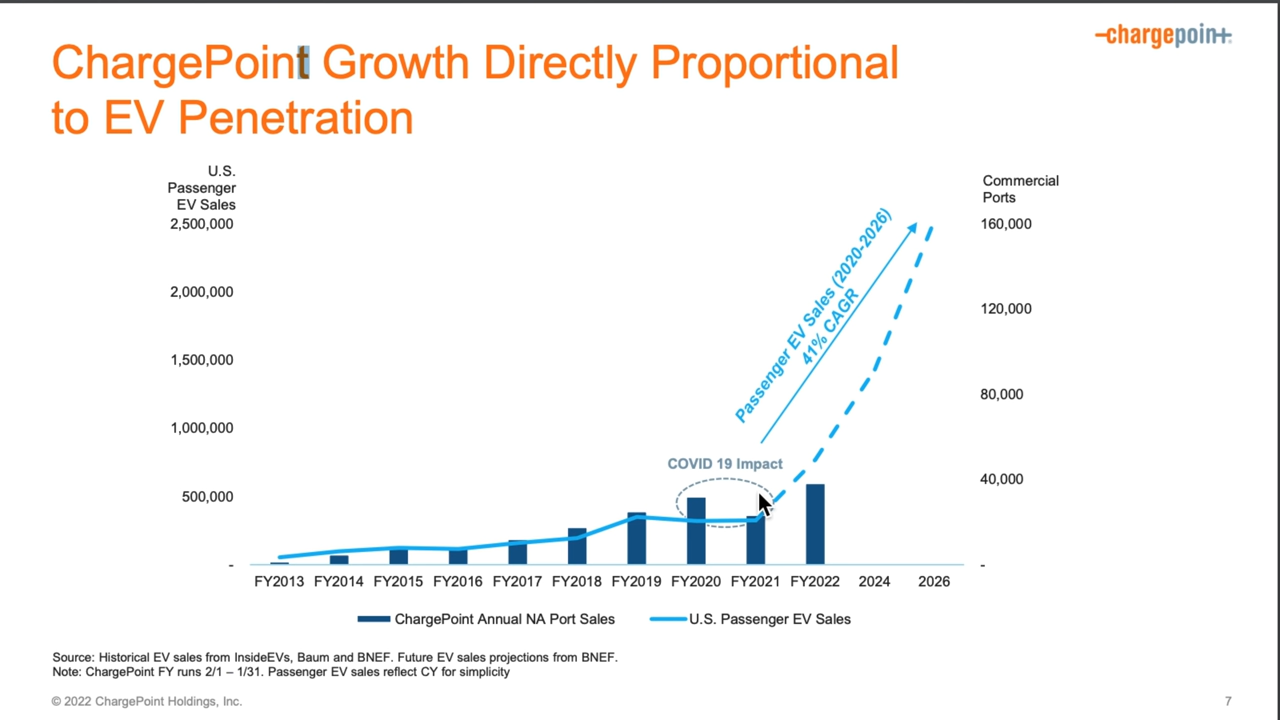 ChargePoint Growth Directly Proportional
to EV Penetration
-chargepoin+.
U.S.
Passenger
EV Sales
2,500,000
2,000,000
1,500,000
1,000,000
500,000
-
Commercial
Ports
160,000
120,000
80,000
40,000
-
Passenger EV Sales (2020-2026)
41% CAGR
COVID 19 Impact
FY2013 FY2014 FY2015 FY2016 FY2017 FY2018 FY2019 FY2020 FY2021 FY2022 2024 2026
ChargePoint Annual NA Port Sales U.S. Passenger EV Sales
Source: Historical EV sales from InsideEVs, Baum and BNEF. Future EV sales projections from BNEF.
Note: ChargePoint FY runs 2/1 – 1/31. Passenger EV sales reflect CY for simplicity
© 2022 ChargePoint Holdings, Inc.
7